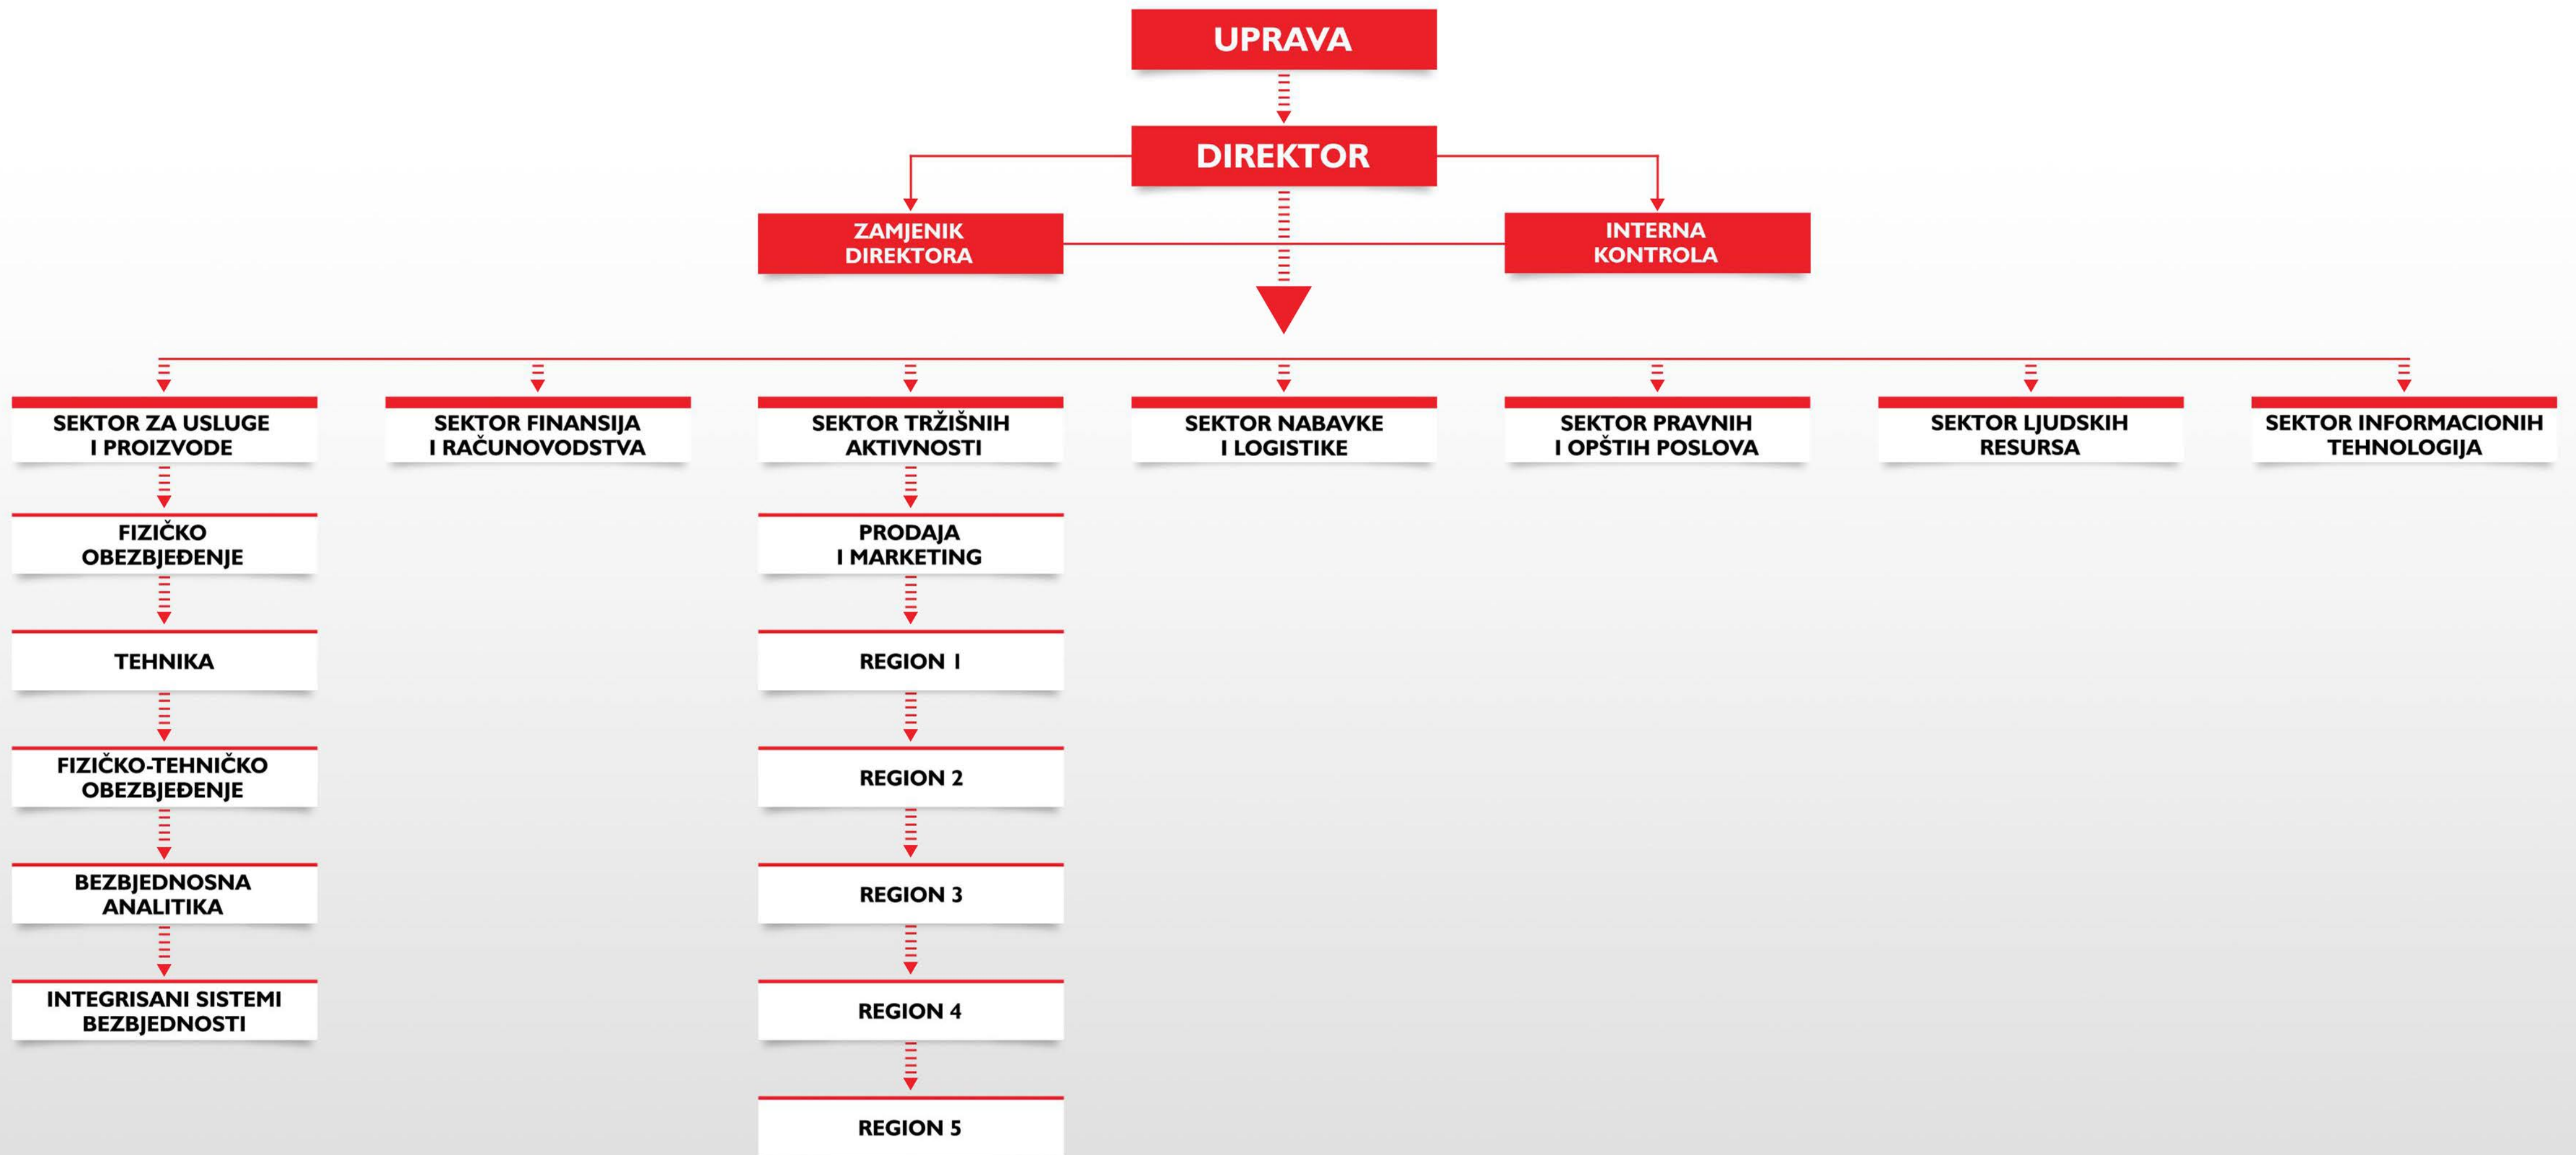 UPRAVA
DIREKTOR
ZAMJENIK
DIREKTORA
INTERNA
KONTROLA
SEKTOR ZA USLUGE
I PROIZVODE
SEKTOR FINANSIJA
I RAČUNOVODSTVA
SEKTOR TRŽIŠNIH
AKTIVNOSTI
SEKTOR NABAVKE
I LOGISTIKE
SEKTOR PRAVNIH
I OPŠTIH POSLOVA
SEKTOR LJUDSKIH
RESURSA
SEKTOR INFORMACIONIH
TEHNOLOGIJA
FIZIČKO
OBEZBJEĐENJE
TEHNIKA
FIZIČKO-TEHNIČKO
OBEZBJEĐENJE
BEZBJEDNOSNA
ANALITIKA
INTEGRISANI SISTEMI
BEZBJEDNOSTI
PRODAJA
I MARKETING
REGION 1
REGION 2
REGION 3
REGION 4
REGION 5